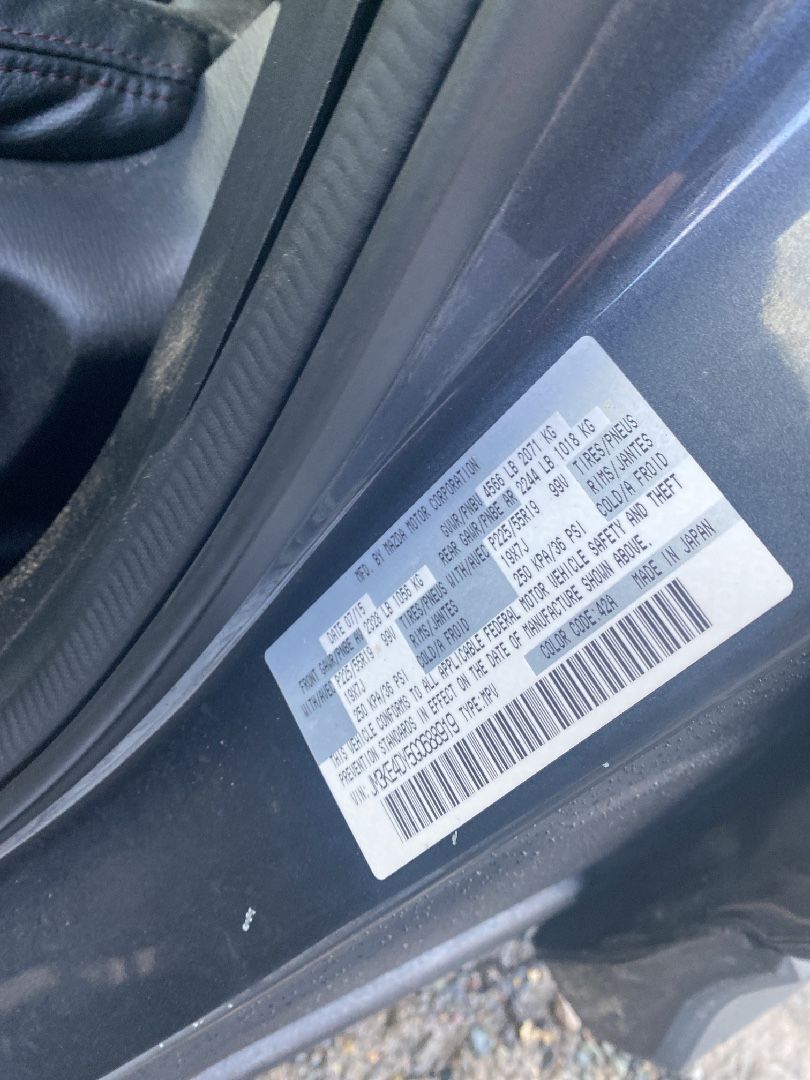 MFD. BY MAZDA MOTOR CORPORATION
DATE 07/15 GVWR/PNBV 4566 LB 2071 KG
FRONT GAWR/PNBE AV 2328 LB 1056 KG REAR GAWR/PNBE AR 2244 LB 1018 KG
WITH/AVEC P225/55R19 99V TIRES/PNEUS WITH/AVEC P225/55R19 99V TIRES/PNEUS
19X7J RIMS/JANTES 19X7J RIMS/JANTES
250 KPA/36 PSI COLD/A FROID 250 KPA/36 PSI COLD/A FROID
THIS VEHICLE CONFORMS TO ALL APPLICABLE FEDERAL MOTOR VEHICLE SAFETY AND THEFT
PREVENTION STANDARDS IN EFFECT ON THE DATE OF MANUFACTURE SHOWN ABOVE.
VIN: TYPE:MPV COLOR CODE:42A MADE IN JAPAN